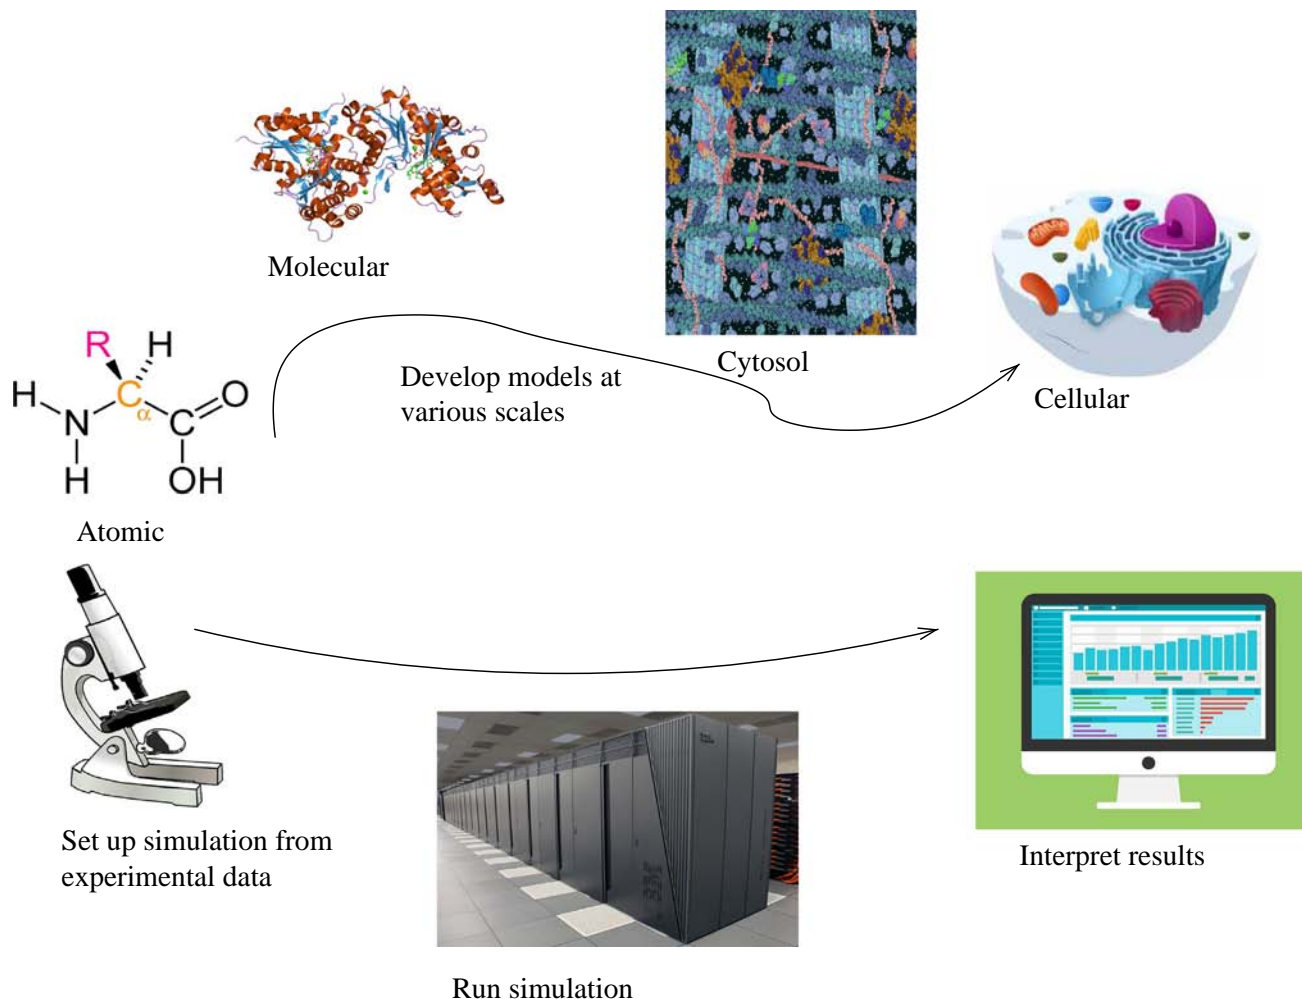 Molecular
Cytosol
Cellular
Develop models at
various scales
R
H
H
N
C
α
C
O
H
OH
Atomic
Set up simulation from
experimental data
Run simulation
Interpret results